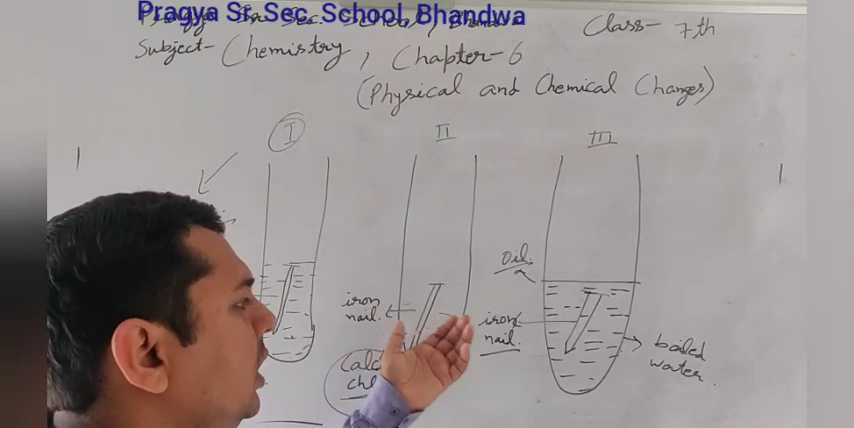 Pragya Sr. Sec. School, Bhandwa
Class- 7th
Subject- Chemistry, Chapter-6
(Physical and Chemical Changes)
I
II
III
Oil
iron
nail.
iron
nail.
boiled
water.